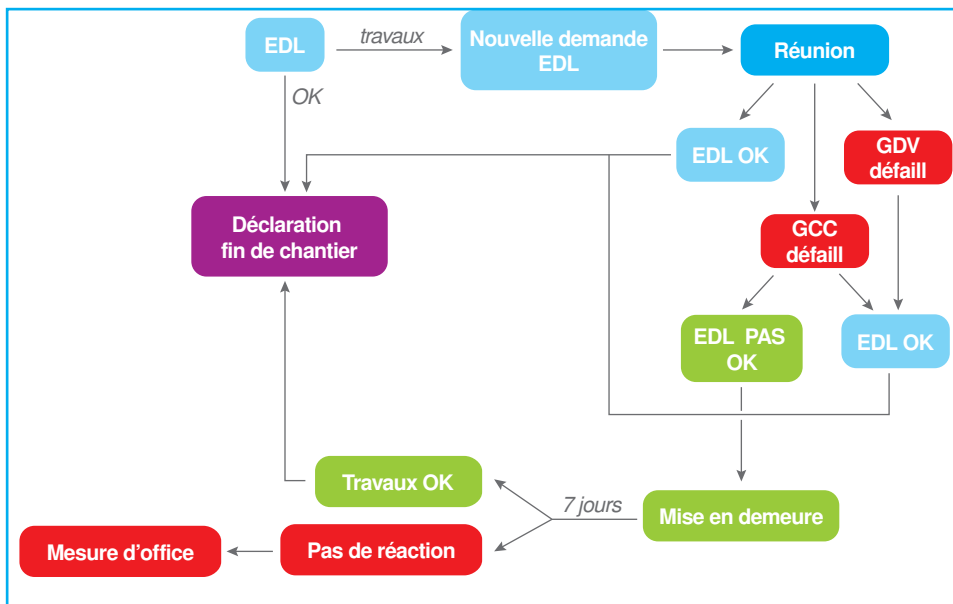 EDL
travaux
Nouvelle demande
EDL
Réunion
OK
EDL OK
GDV
défaill
Déclaration
fin de chantier
GCC
défaill
EDL PAS
OK
EDL OK
Travaux OK
7 jours
Mise en demeure
Mesure d'office
Pas de réaction